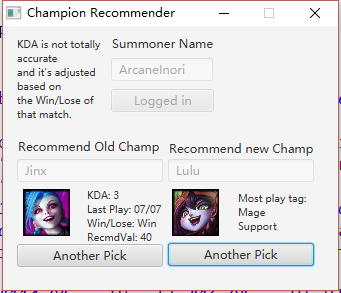 Champion Recommender
KDA is not totally
accurate
and it's adjusted
based on
the Win/Lose of
that match.
Summoner Name
ArcaneInori
Logged in
Recommend Old Champ
Jinx
KDA: 3
Last Play: 07/07
Win/Lose: Win
RecmdVal: 40
Another Pick
Recommend new Champ
Lulu
Most play tag:
Mage
Support
Another Pick